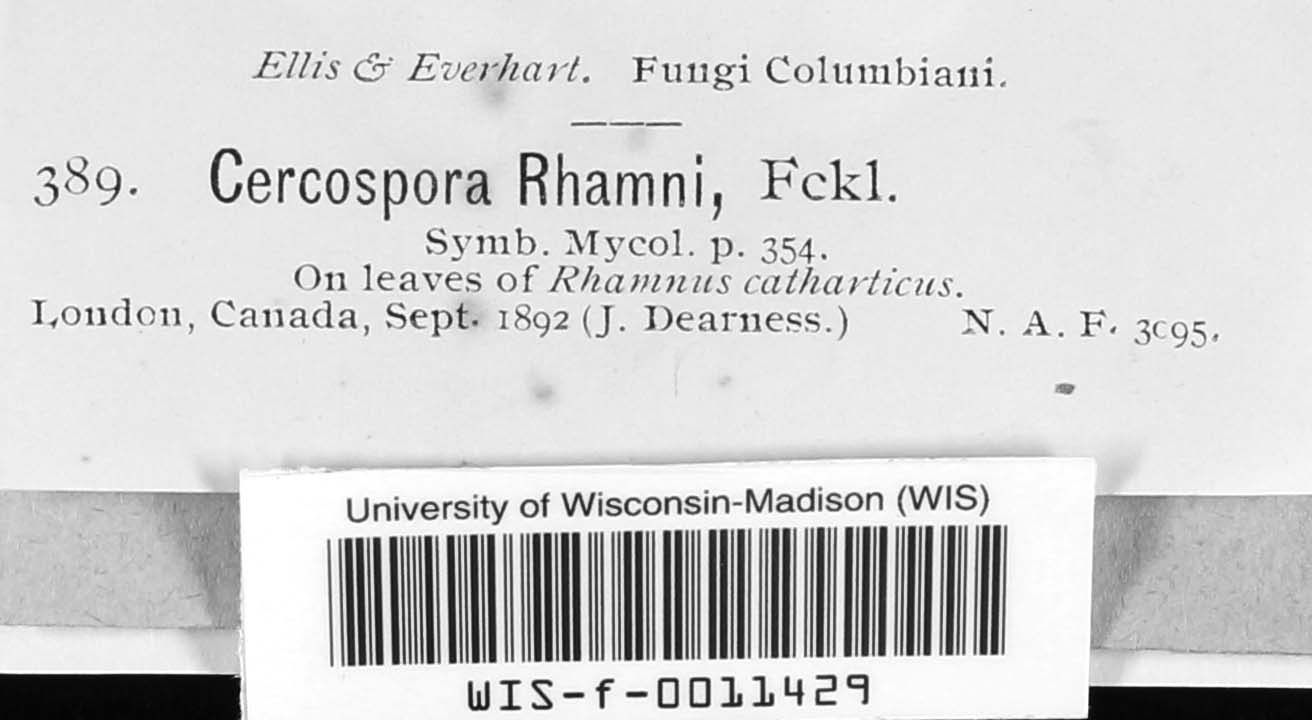 Ellis & Everhart. Fungi Columbiani.
389. Cercospora Rhamni, Fckl.
Symb. Mycol. p. 354.
On leaves of Rhamnus catharticus.
London, Canada, Sept. 1892 (J. Dearness.) N. A. F. 3095.
University of Wisconsin-Madison (WIS)
WIS-f-0011429